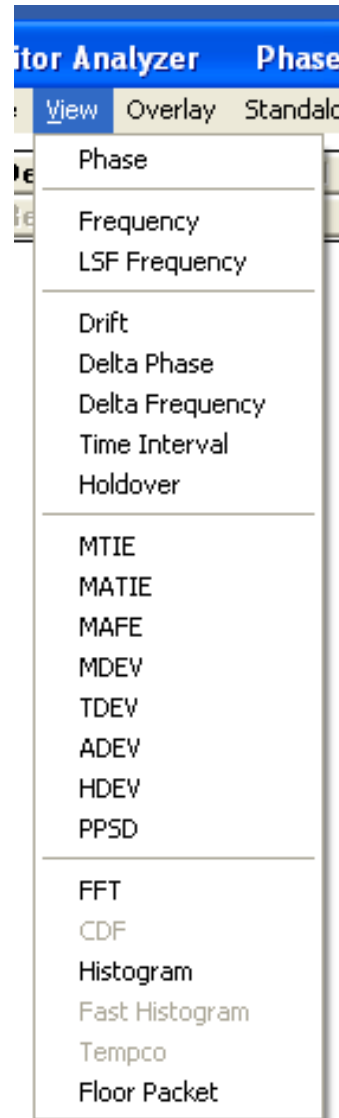 itor Analyzer Phase
View Overlay Standalo
Phase
Frequency
LSF Frequency
Drift
Delta Phase
Delta Frequency
Time Interval
Holdover
MTIE
MATIE
MAFE
MDEV
TDEV
ADEV
HDEV
PPSD
FFT
CDF
Histogram
Fast Histogram
Tempco
Floor Packet